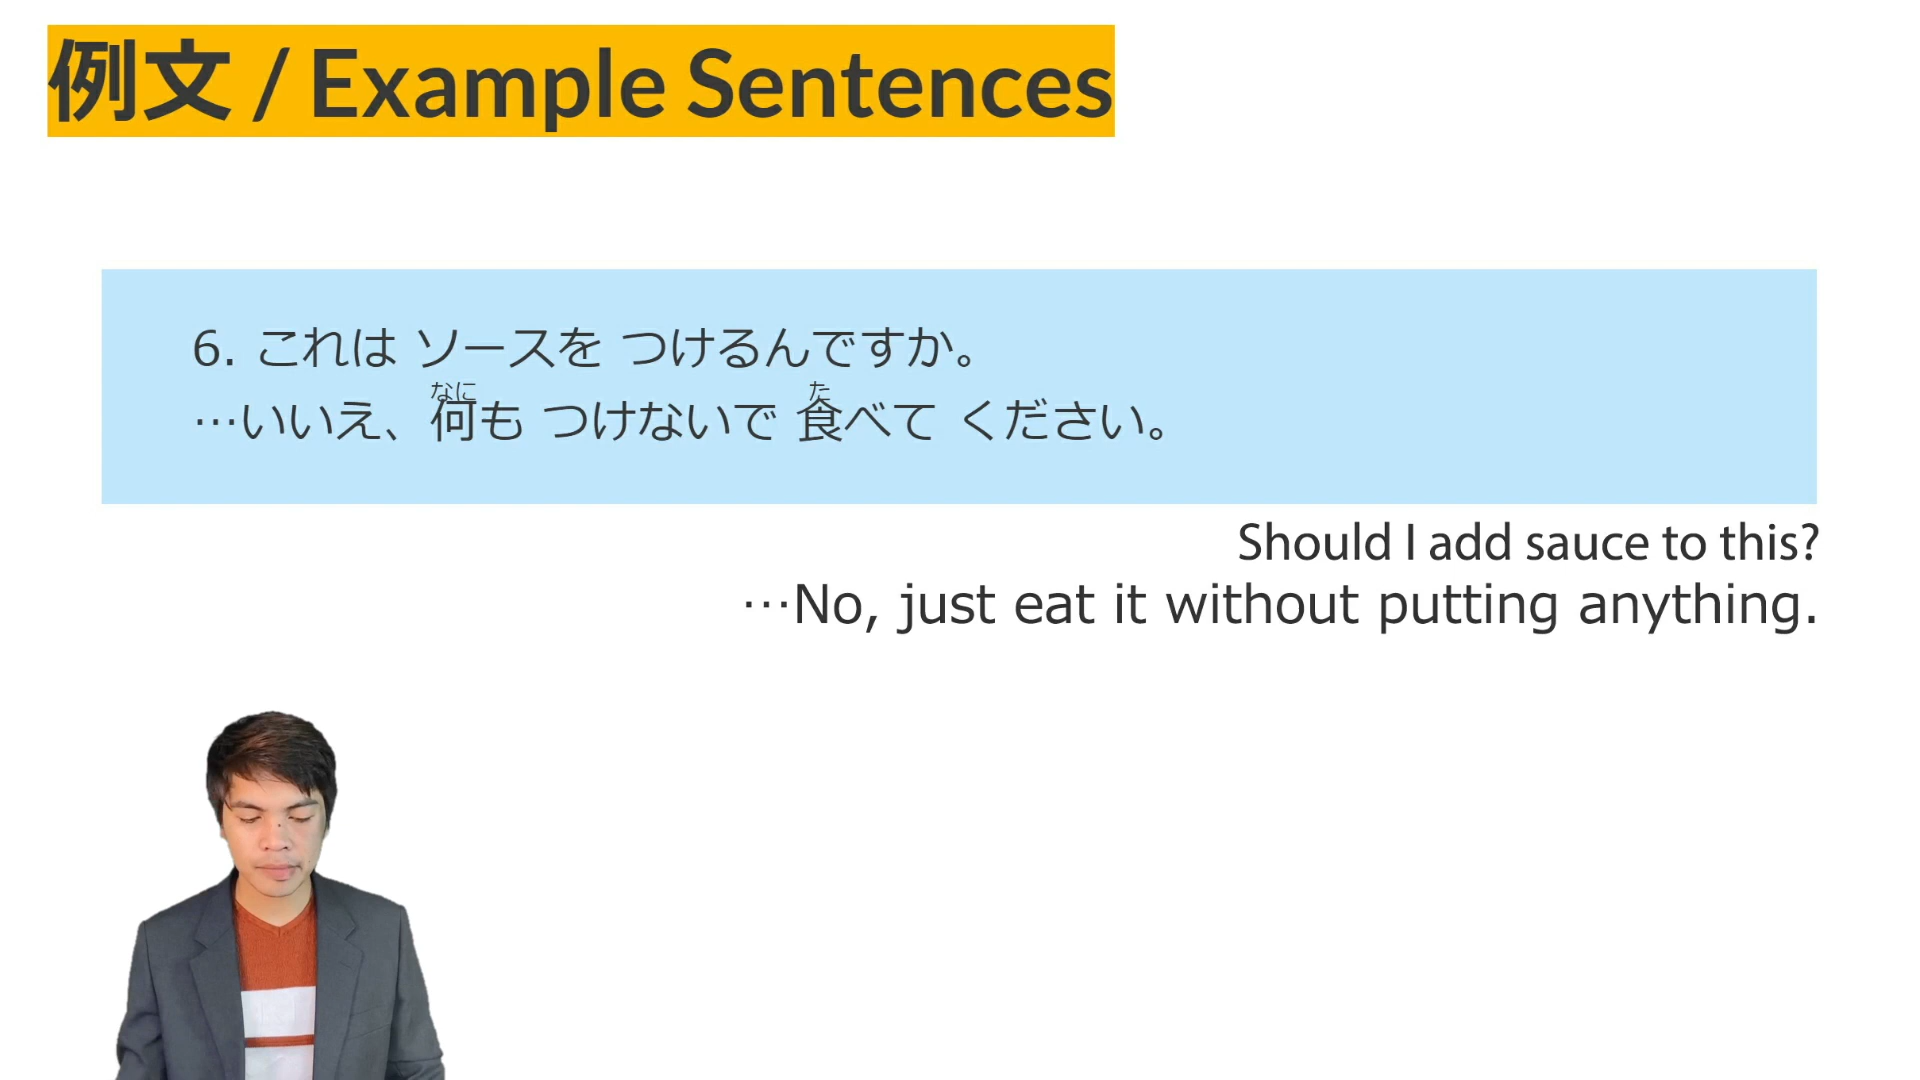 例文 / Example Sentences
6. これは ソースを つけるんですか。
なに た
…いいえ、何も つけないで 食べて ください。
Should I add sauce to this?
…No, just eat it without putting anything.